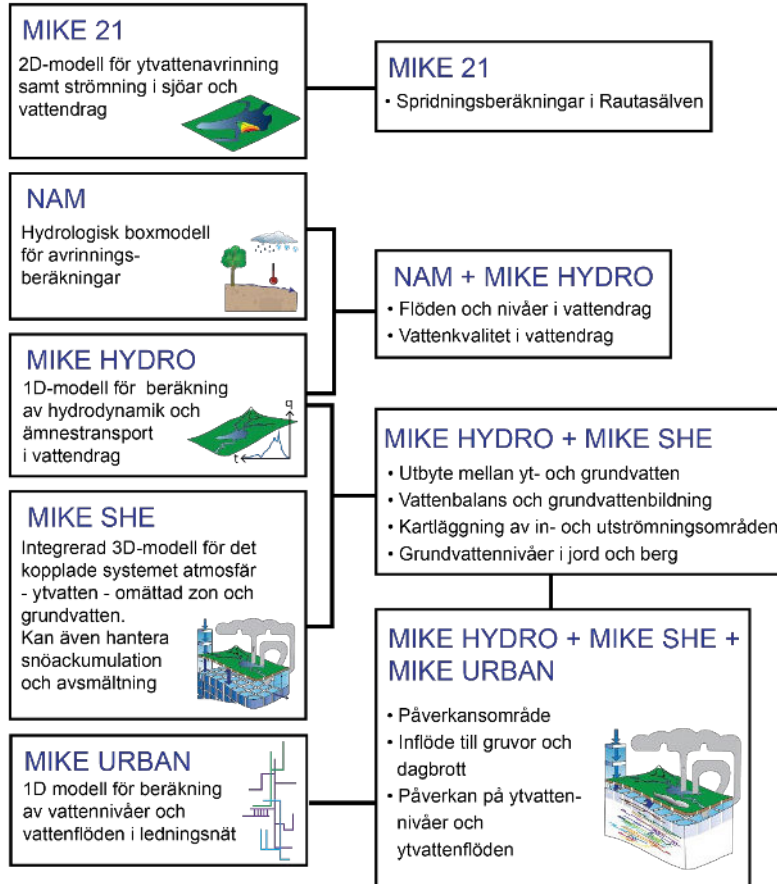 MIKE 21
2D-modell för ytvattenavrinning
samt strömning i sjöar och
vattendrag
MIKE 21
• Spridningsberäkningar i Rautasälven
NAM
Hydrologisk boxmodell
för avrinnings-
beräkningar
NAM + MIKE HYDRO
• Flöden och nivåer i vattendrag
• Vattenkvalitet i vattendrag
MIKE HYDRO
1D-modell för beräkning
av hydrodynamik och
ämnestransport
i vattendrag
q
t
MIKE HYDRO + MIKE SHE
• Utbyte mellan yt- och grundvatten
• Vattenbalans och grundvattenbildning
• Kartläggning av in- och utströmningsområden
• Grundvattennivåer i jord och berg
MIKE SHE
Integrerad 3D-modell för det
kopplade systemet atmosfär
- ytvatten - omättad zon och
grundvatten.
Kan även hantera
snöackumulation
och avsmältning
MIKE HYDRO + MIKE SHE +
MIKE URBAN
• Påverkansområde
• Inflöde till gruvor och
dagbrott
• Påverkan på ytvatten-
nivåer och
ytvattenflöden
MIKE URBAN
1D modell för beräkning
av vattennivåer och
vattenflöden i ledningsnät